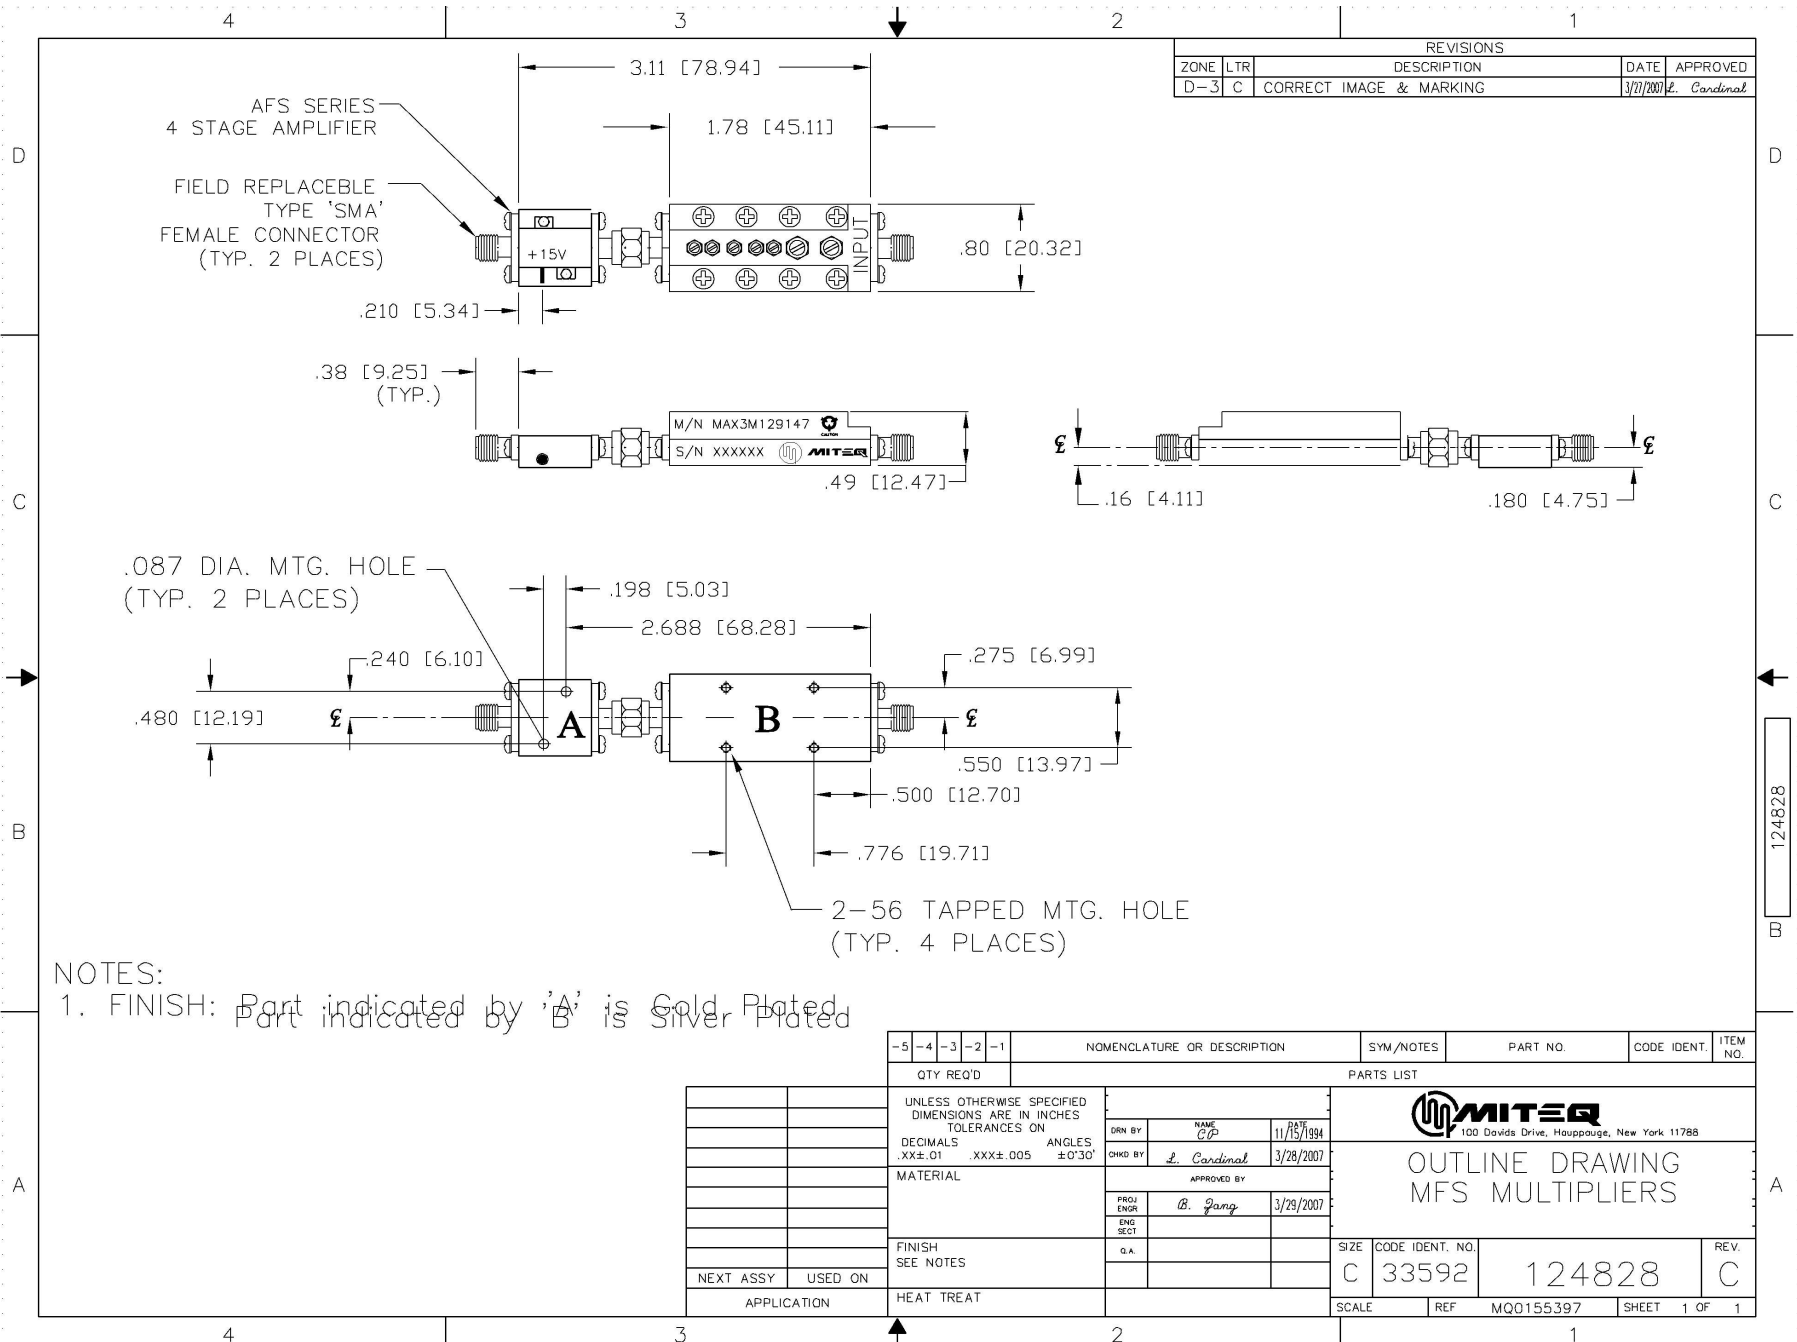 4 3 2 1
REVISIONS
ZONE LTR DESCRIPTION DATE APPROVED
D-3 C CORRECT IMAGE & MARKING 3/27/2007 L. Cardinal
D D
3.11 [78.94]
AFS SERIES
4 STAGE AMPLIFIER
1.78 [45.11]
FIELD REPLACEBLE
TYPE 'SMA'
FEMALE CONNECTOR
(TYP. 2 PLACES)
+15V
INPUT
.80 [20.32]
.210 [5.34]
.38 [9.25]
(TYP.)
M/N MAX3M129147
CAUTION
S/N XXXXXX MITEQ
.49 [12.47]
℄ ℄
.16 [4.11]
.180 [4.75]
C C
.087 DIA. MTG. HOLE
(TYP. 2 PLACES)
.198 [5.03]
2.688 [68.28]
.240 [6.10]
.275 [6.99]
.480 [12.19]
℄ A B ℄
.550 [13.97]
.500 [12.70]
.776 [19.71]
124828
B B
2-56 TAPPED MTG. HOLE
(TYP. 4 PLACES)
NOTES:
1. FINISH: Part indicated by 'A' is Gold Plated
Part indicated by 'B' is Silver Plated
-5 -4 -3 -2 -1 NOMENCLATURE OR DESCRIPTION SYM/NOTES PART NO. CODE IDENT. ITEM NO.
QTY REQ'D PARTS LIST
UNLESS OTHERWISE SPECIFIED
DIMENSIONS ARE IN INCHES
TOLERANCES ON
DECIMALS ANGLES
.XX±.01 .XXX±.005 ±0°30'
MATERIAL
FINISH
SEE NOTES
HEAT TREAT
NEXT ASSY USED ON
APPLICATION
NAME DATE
DRN BY CP 11/15/1994
CHKD BY L. Cardinal 3/28/2007
APPROVED BY
PROJ ENGR B. Zang 3/29/2007
ENG SECT
Q.A.
MITEQ
100 Davids Drive, Hauppauge, New York 11788
OUTLINE DRAWING
MFS MULTIPLIERS
SIZE CODE IDENT. NO. REV.
C 33592 124828 C
SCALE REF MQ0155397 SHEET 1 OF 1
A A
4 3 2 1